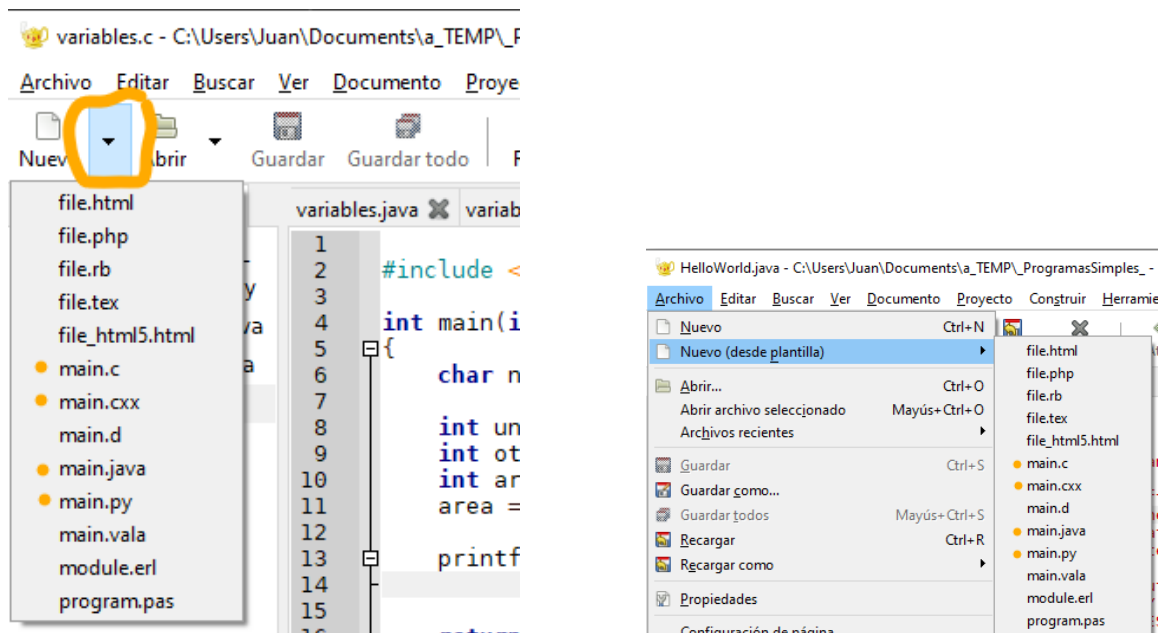 variables.c - C:\Users\Juan\Documents\a_TEMP\_
Archivo Editar Buscar Ver Documento Proye
Nuev brir Guardar Guardar todo
file.html
file.php
file.rb
file.tex
file_html5.html
main.c
main.cxx
main.d
main.java
main.py
main.vala
module.erl
program.pas
variables.java variab
1
2 #include <
3
4 int main(i
5 {
6 char n
7
8 int un
9 int ot
10 int ar
11 area =
12
13 printf
14
15
HelloWorld.java - C:\Users\Juan\Documents\a_TEMP\_ProgramasSimples_ -
Archivo Editar Buscar Ver Documento Proyecto Construir Herramie
Nuevo Ctrl+N
Nuevo (desde plantilla)
Abrir... Ctrl+O
Abrir archivo seleccionado Mayús+Ctrl+O
Archivos recientes
Guardar Ctrl+S
Guardar como...
Guardar todos Mayús+Ctrl+S
Recargar Ctrl+R
Recargar como
Propiedades
Configuración de página
file.html
file.php
file.rb
file.tex
file_html5.html
main.c
main.cxx
main.d
main.java
main.py
main.vala
module.erl
program.pas